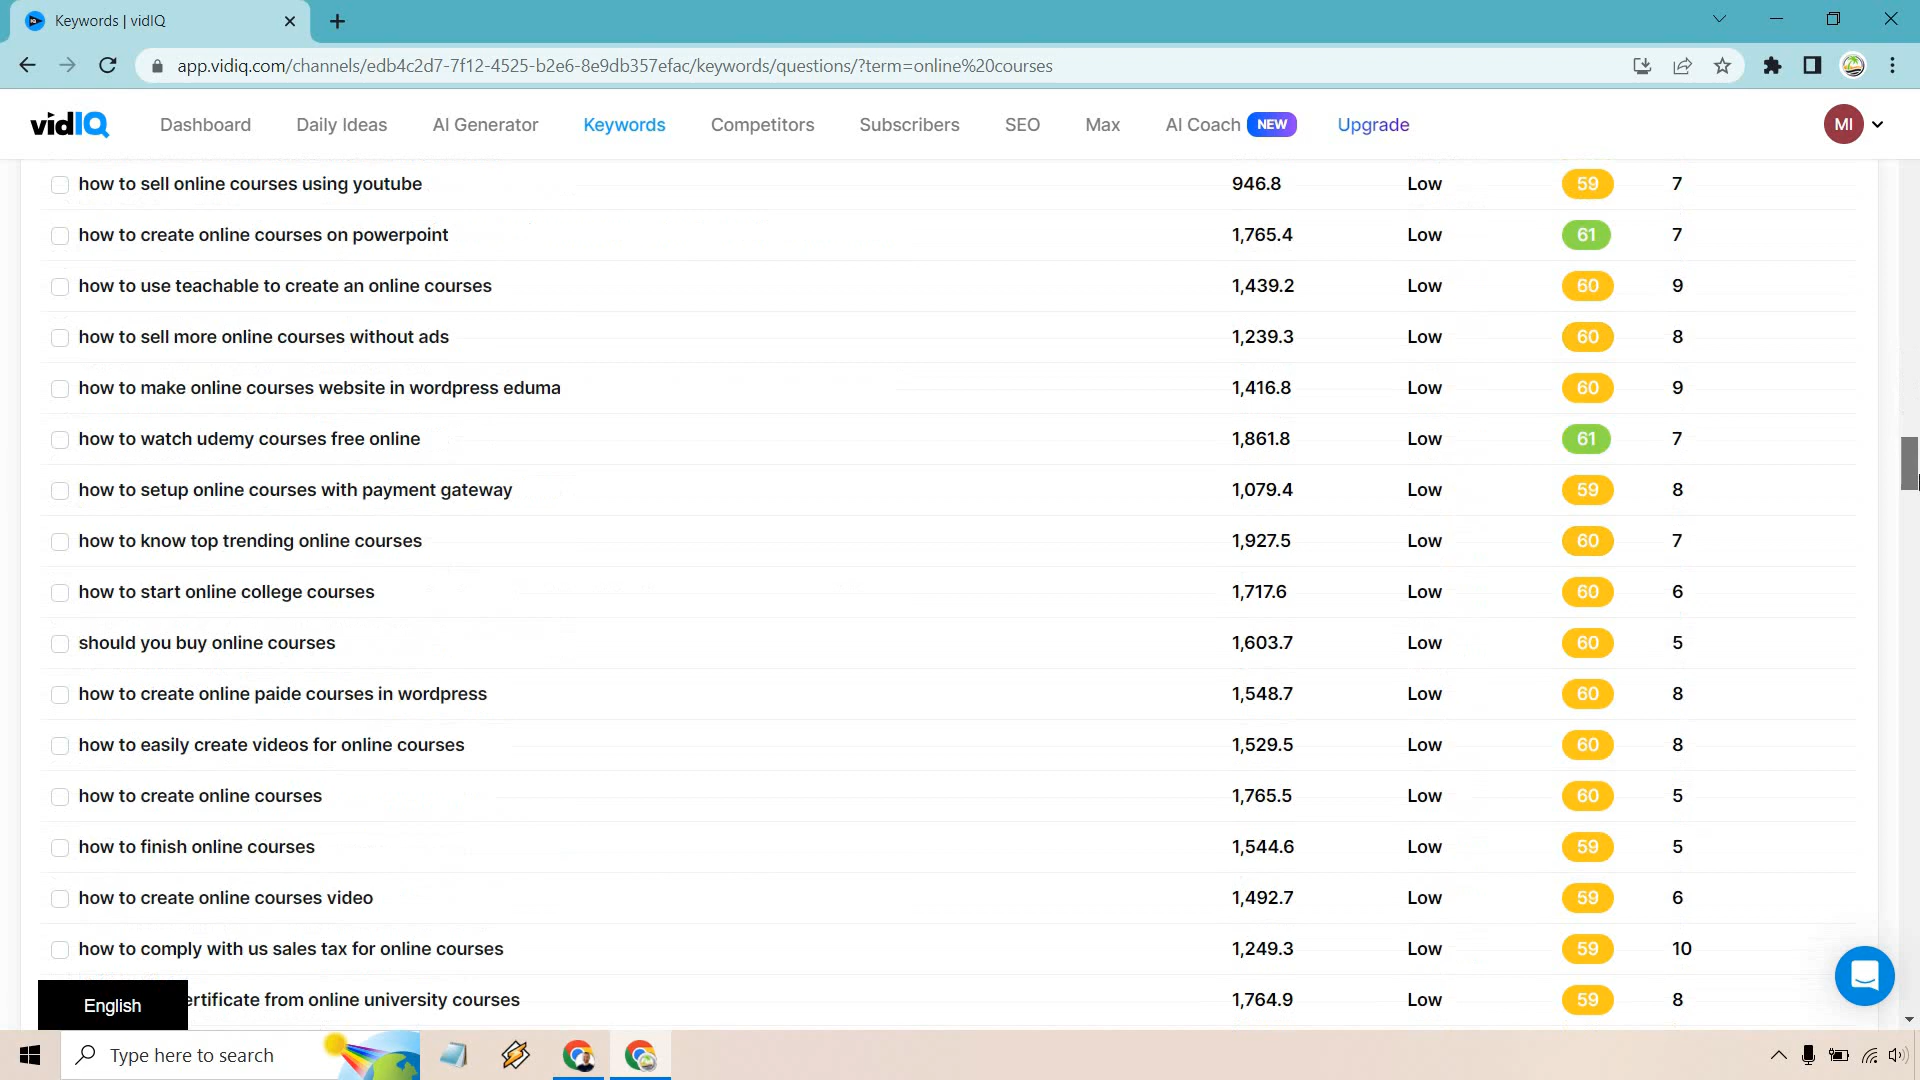 Keywords | vidIQ
app.vidiq.com/channels/edb4c2d7-7f12-4525-b2e6-8e9db357efac/keywords/questions/?term=online%20courses
vidIQ Dashboard Daily Ideas AI Generator Keywords Competitors Subscribers SEO Max AI Coach NEW Upgrade MI
how to sell online courses using youtube 946.8 Low 59 7
how to create online courses on powerpoint 1,765.4 Low 61 7
how to use teachable to create an online courses 1,439.2 Low 60 9
how to sell more online courses without ads 1,239.3 Low 60 8
how to make online courses website in wordpress eduma 1,416.8 Low 60 9
how to watch udemy courses free online 1,861.8 Low 61 7
how to setup online courses with payment gateway 1,079.4 Low 59 8
how to know top trending online courses 1,927.5 Low 60 7
how to start online college courses 1,717.6 Low 60 6
should you buy online courses 1,603.7 Low 60 5
how to create online paide courses in wordpress 1,548.7 Low 60 8
how to easily create videos for online courses 1,529.5 Low 60 8
how to create online courses 1,765.5 Low 60 5
how to finish online courses 1,544.6 Low 59 5
how to create online courses video 1,492.7 Low 59 6
how to comply with us sales tax for online courses 1,249.3 Low 59 10
ertificate from online university courses 1,764.9 Low 59 8
English
Type here to search